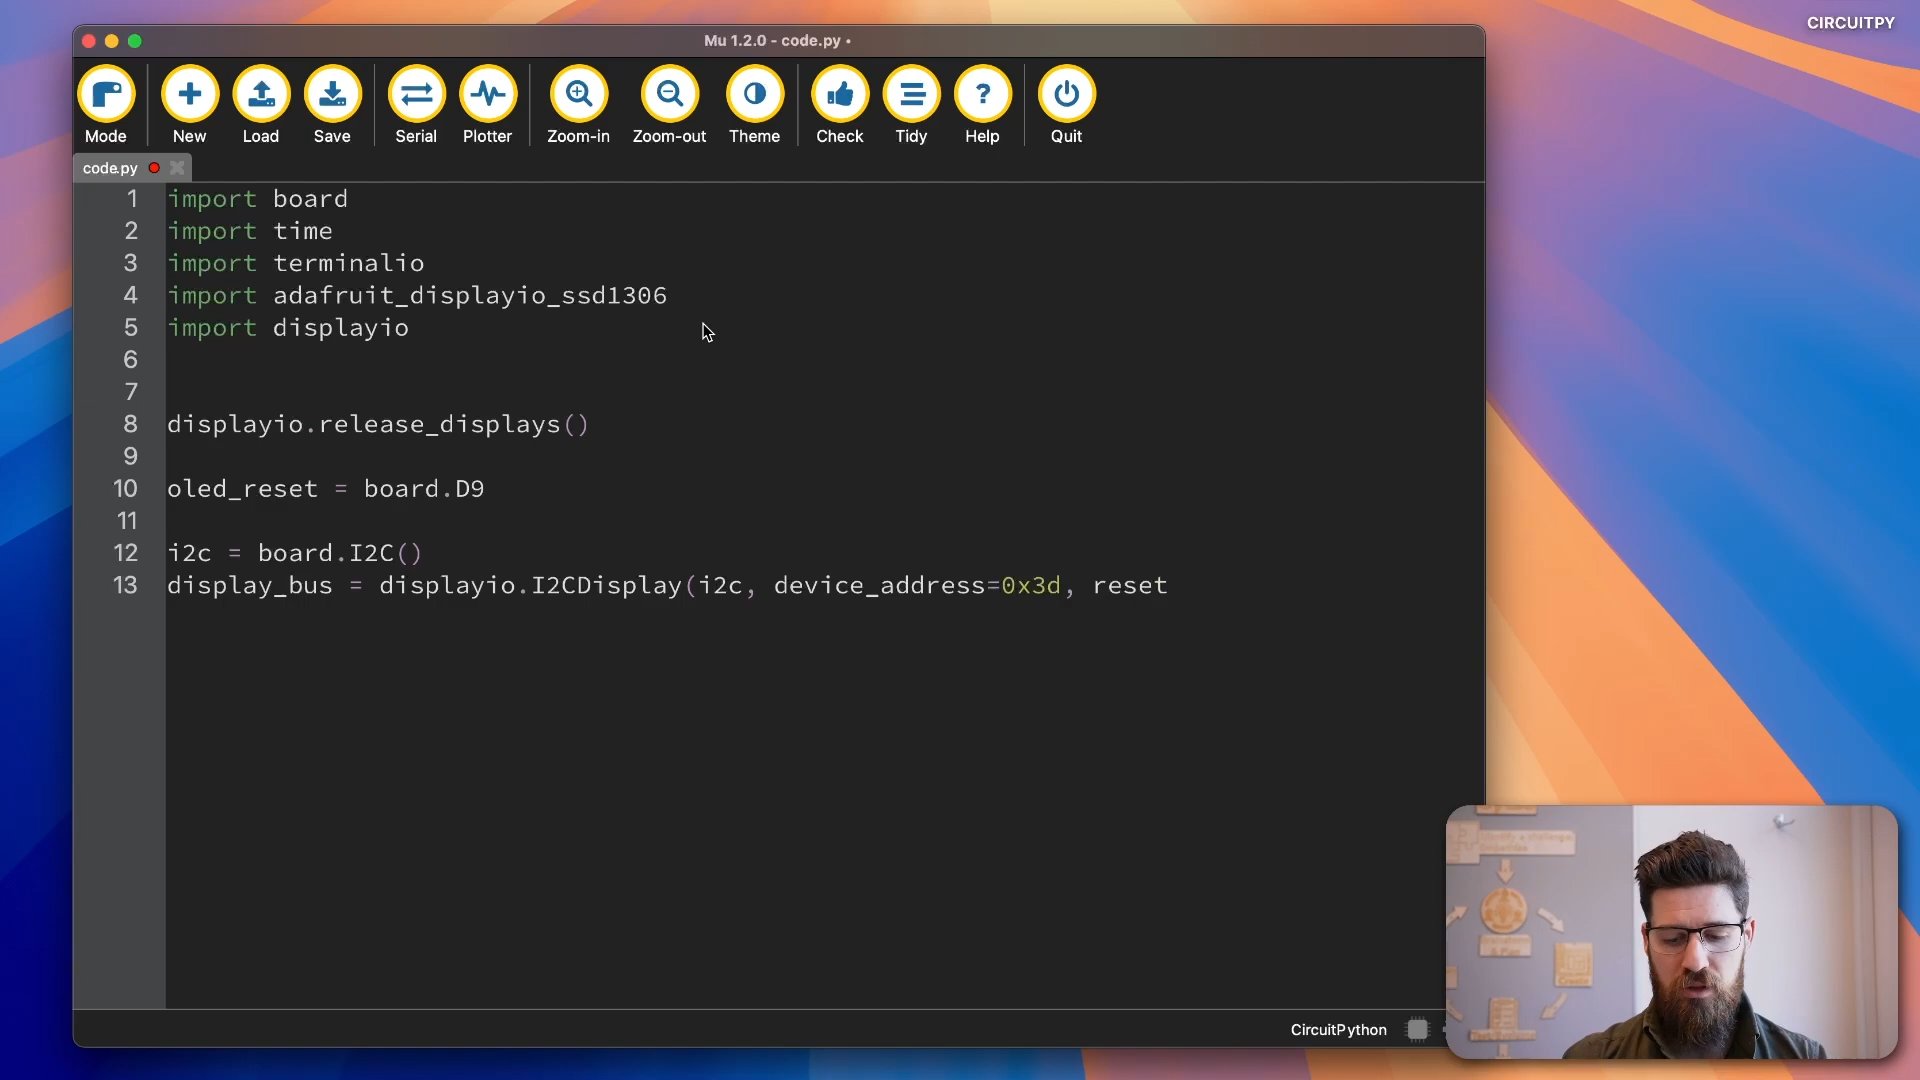 CIRCUITPY
Mu 1.2.0 - code.py •
Mode
New
Load
Save
Serial
Plotter
Zoom-in
Zoom-out
Theme
Check
Tidy
Help
Quit
code.py
1 import board
2 import time
3 import terminalio
4 import adafruit_displayio_ssd1306
5 import displayio
6
7
8 displayio.release_displays()
9
10 oled_reset = board.D9
11
12 i2c = board.I2C()
13 display_bus = displayio.I2CDisplay(i2c, device_address=0x3d, reset
CircuitPython
Create